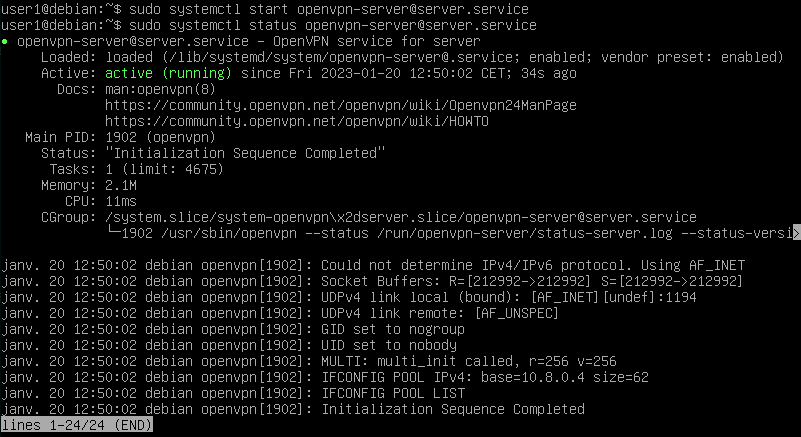 user1@debian:~$ sudo systemctl start openvpn-server@server.service
user1@debian:~$ sudo systemctl status openvpn-server@server.service
● openvpn-server@server.service - OpenVPN service for server
     Loaded: loaded (/lib/systemd/system/openvpn-server@.service; enabled; vendor preset: enabled)
     Active: active (running) since Fri 2023-01-20 12:50:02 CET; 34s ago
       Docs: man:openvpn(8)
             https://community.openvpn.net/openvpn/wiki/Openvpn24ManPage
             https://community.openvpn.net/openvpn/wiki/HOWTO
   Main PID: 1902 (openvpn)
     Status: "Initialization Sequence Completed"
      Tasks: 1 (limit: 4675)
     Memory: 2.1M
        CPU: 11ms
     CGroup: /system.slice/system-openvpn\x2dserver.slice/openvpn-server@server.service
             └─1902 /usr/sbin/openvpn --status /run/openvpn-server/status-server.log --status-versi>
janv. 20 12:50:02 debian openvpn[1902]: Could not determine IPv4/IPv6 protocol. Using AF_INET
janv. 20 12:50:02 debian openvpn[1902]: Socket Buffers: R=[212992->212992] S=[212992->212992]
janv. 20 12:50:02 debian openvpn[1902]: UDPv4 link local (bound): [AF_INET][undef]:1194
janv. 20 12:50:02 debian openvpn[1902]: UDPv4 link remote: [AF_UNSPEC]
janv. 20 12:50:02 debian openvpn[1902]: GID set to nogroup
janv. 20 12:50:02 debian openvpn[1902]: UID set to nobody
janv. 20 12:50:02 debian openvpn[1902]: MULTI: multi_init called, r=256 v=256
janv. 20 12:50:02 debian openvpn[1902]: IFCONFIG POOL IPv4: base=10.8.0.4 size=62
janv. 20 12:50:02 debian openvpn[1902]: IFCONFIG POOL LIST
janv. 20 12:50:02 debian openvpn[1902]: Initialization Sequence Completed
lines 1-24/24 (END)